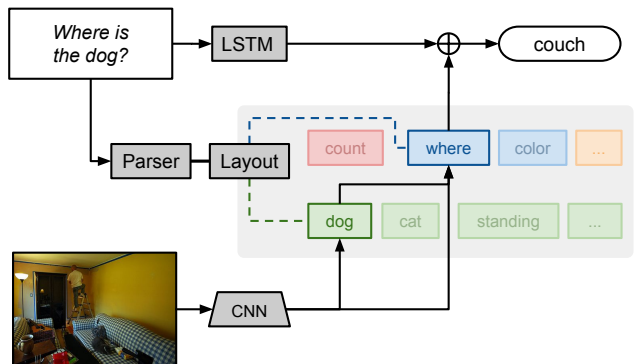 Where is
the dog?
LSTM
couch
Parser
Layout
count
where
color
...
dog
cat
standing
...
CNN